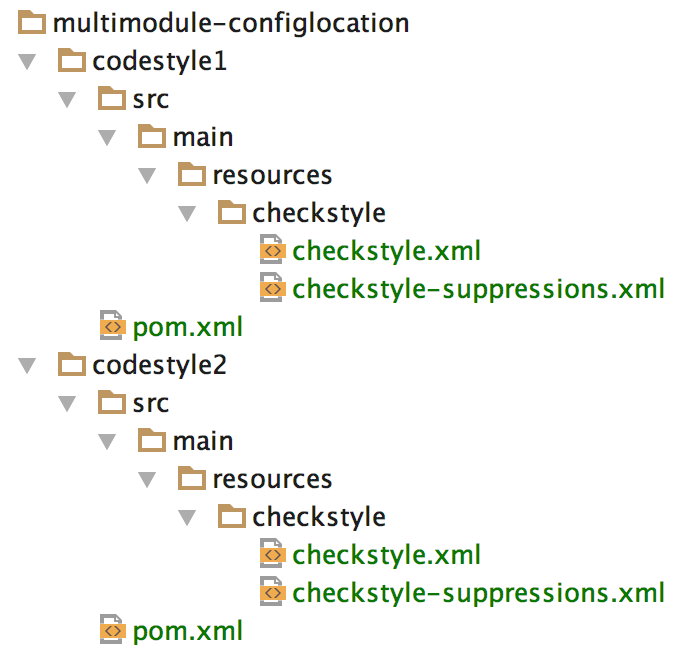 multimodule-configlocation
codestyle1
src
main
resources
checkstyle
checkstyle.xml
checkstyle-suppressions.xml
pom.xml
codestyle2
src
main
resources
checkstyle
checkstyle.xml
checkstyle-suppressions.xml
pom.xml